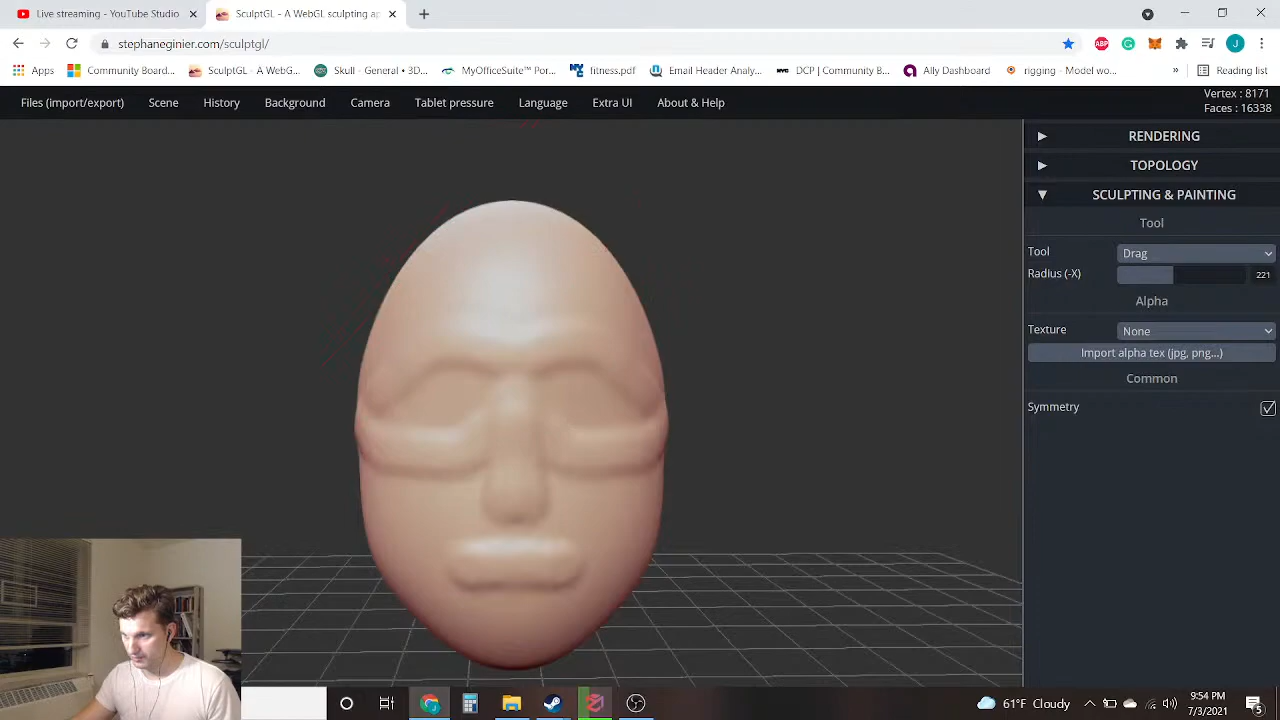 Live streaming - YouTube Studio
SculptGL - A WebGL sculpting ap
stephaneginier.com/sculptgl/
ABP
J
Apps
Community Board...
SculptGL - A WebG...
Skull - General • 3D...
MyOfficeSuite™ Por...
fitness.pdf
Email Header Analy...
NYC
DCP | Community B...
Ally Dashboard
rigging - Model wo...
»
Reading list
Files (import/export)
Scene
History
Background
Camera
Tablet pressure
Language
Extra UI
About & Help
Vertex : 8171
Faces : 16338
RENDERING
TOPOLOGY
SCULPTING & PAINTING
Tool
Tool
Drag
Radius (-X)
221
Alpha
Texture
None
Import alpha tex (jpg, png...)
Common
Symmetry
61°F Cloudy
9:54 PM
7/3/2021
5